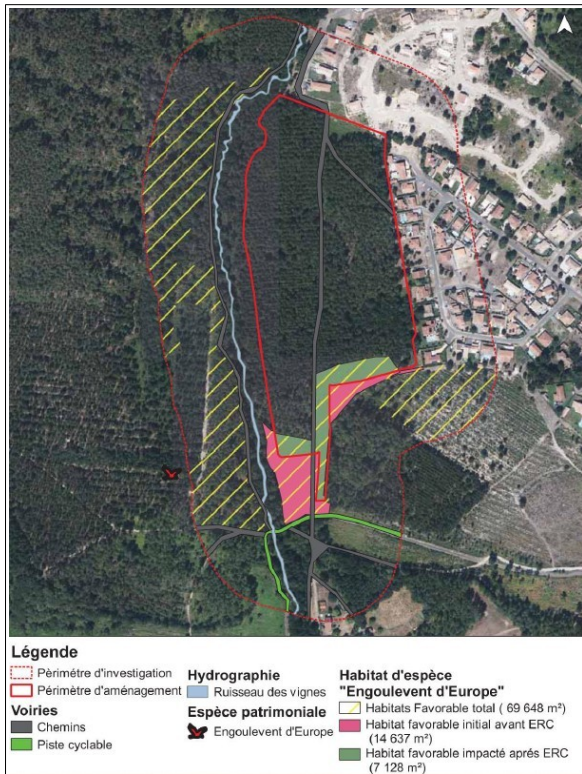 Légende
Périmétre d'investigation
Périmètre d'aménagement
Voiries
Chemins
Piste cyclable
Hydrographie
Ruisseau des vignes
Espèce patrimoniale
Engoulevent d'Europe
Habitat d'espèce
"Engoulevent d'Europe"
Habitats Favorable total ( 69 648 m²)
Habitat favorable initial avant ERC
(14 637 m²)
Habitat favorable impacté aprés ERC
(7 128 m²)